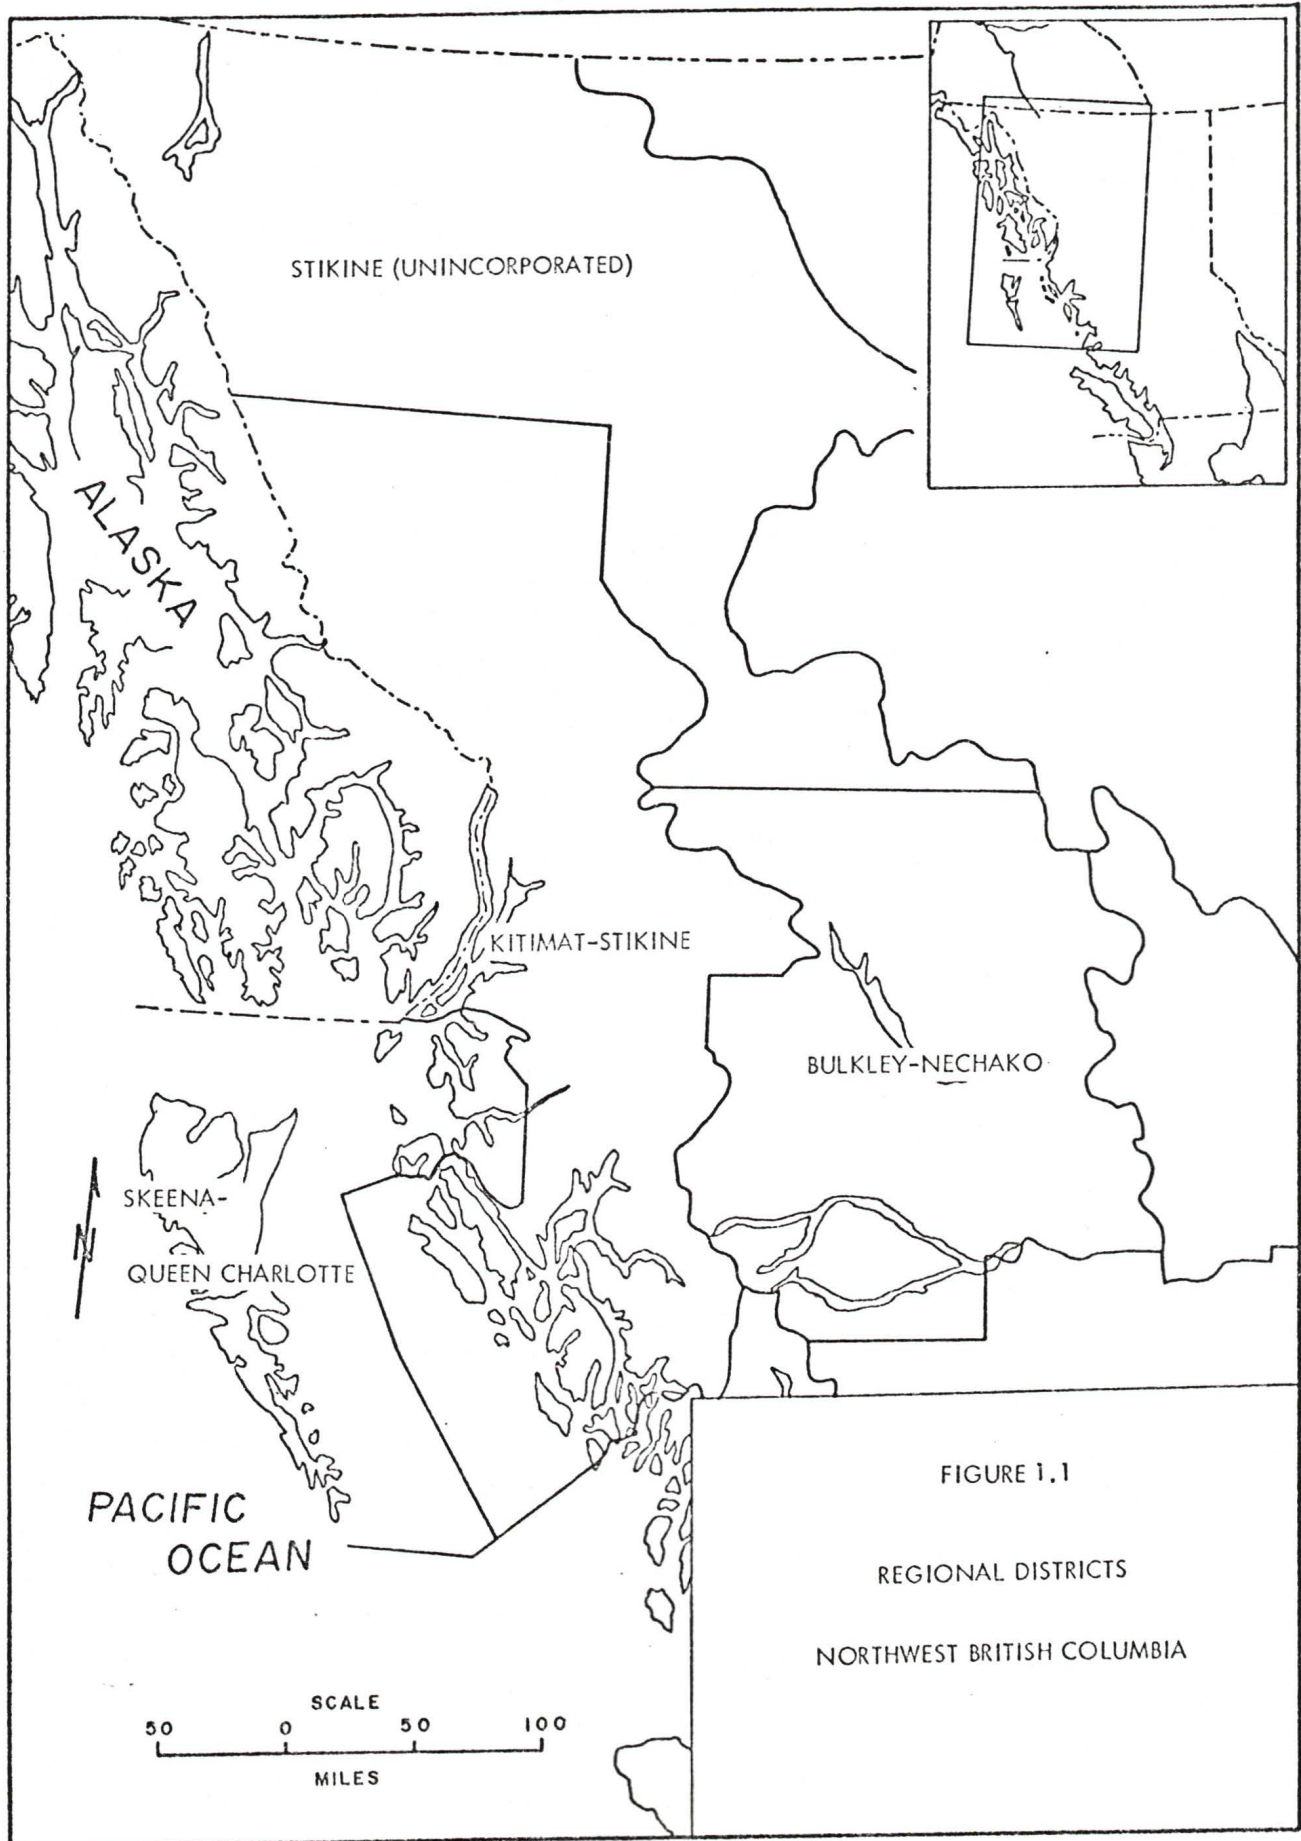 STIKINE (UNINCORPORATED)
ALASKA
KITIMAT-STIKINE
BULKLEY-NECHAKO
SKEENA-
QUEEN CHARLOTTE
N
PACIFIC
OCEAN
FIGURE 1.1
REGIONAL DISTRICTS
NORTHWEST BRITISH COLUMBIA
SCALE
50 0 50 100
MILES